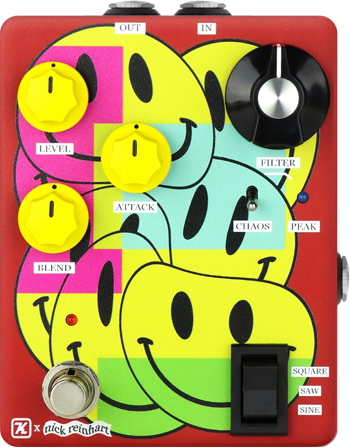 OUT IN
LEVEL
FILTER
ATTACK
CHAOS PEAK
BLEND
SQUARE
SAW
SINE
x nick reinhart